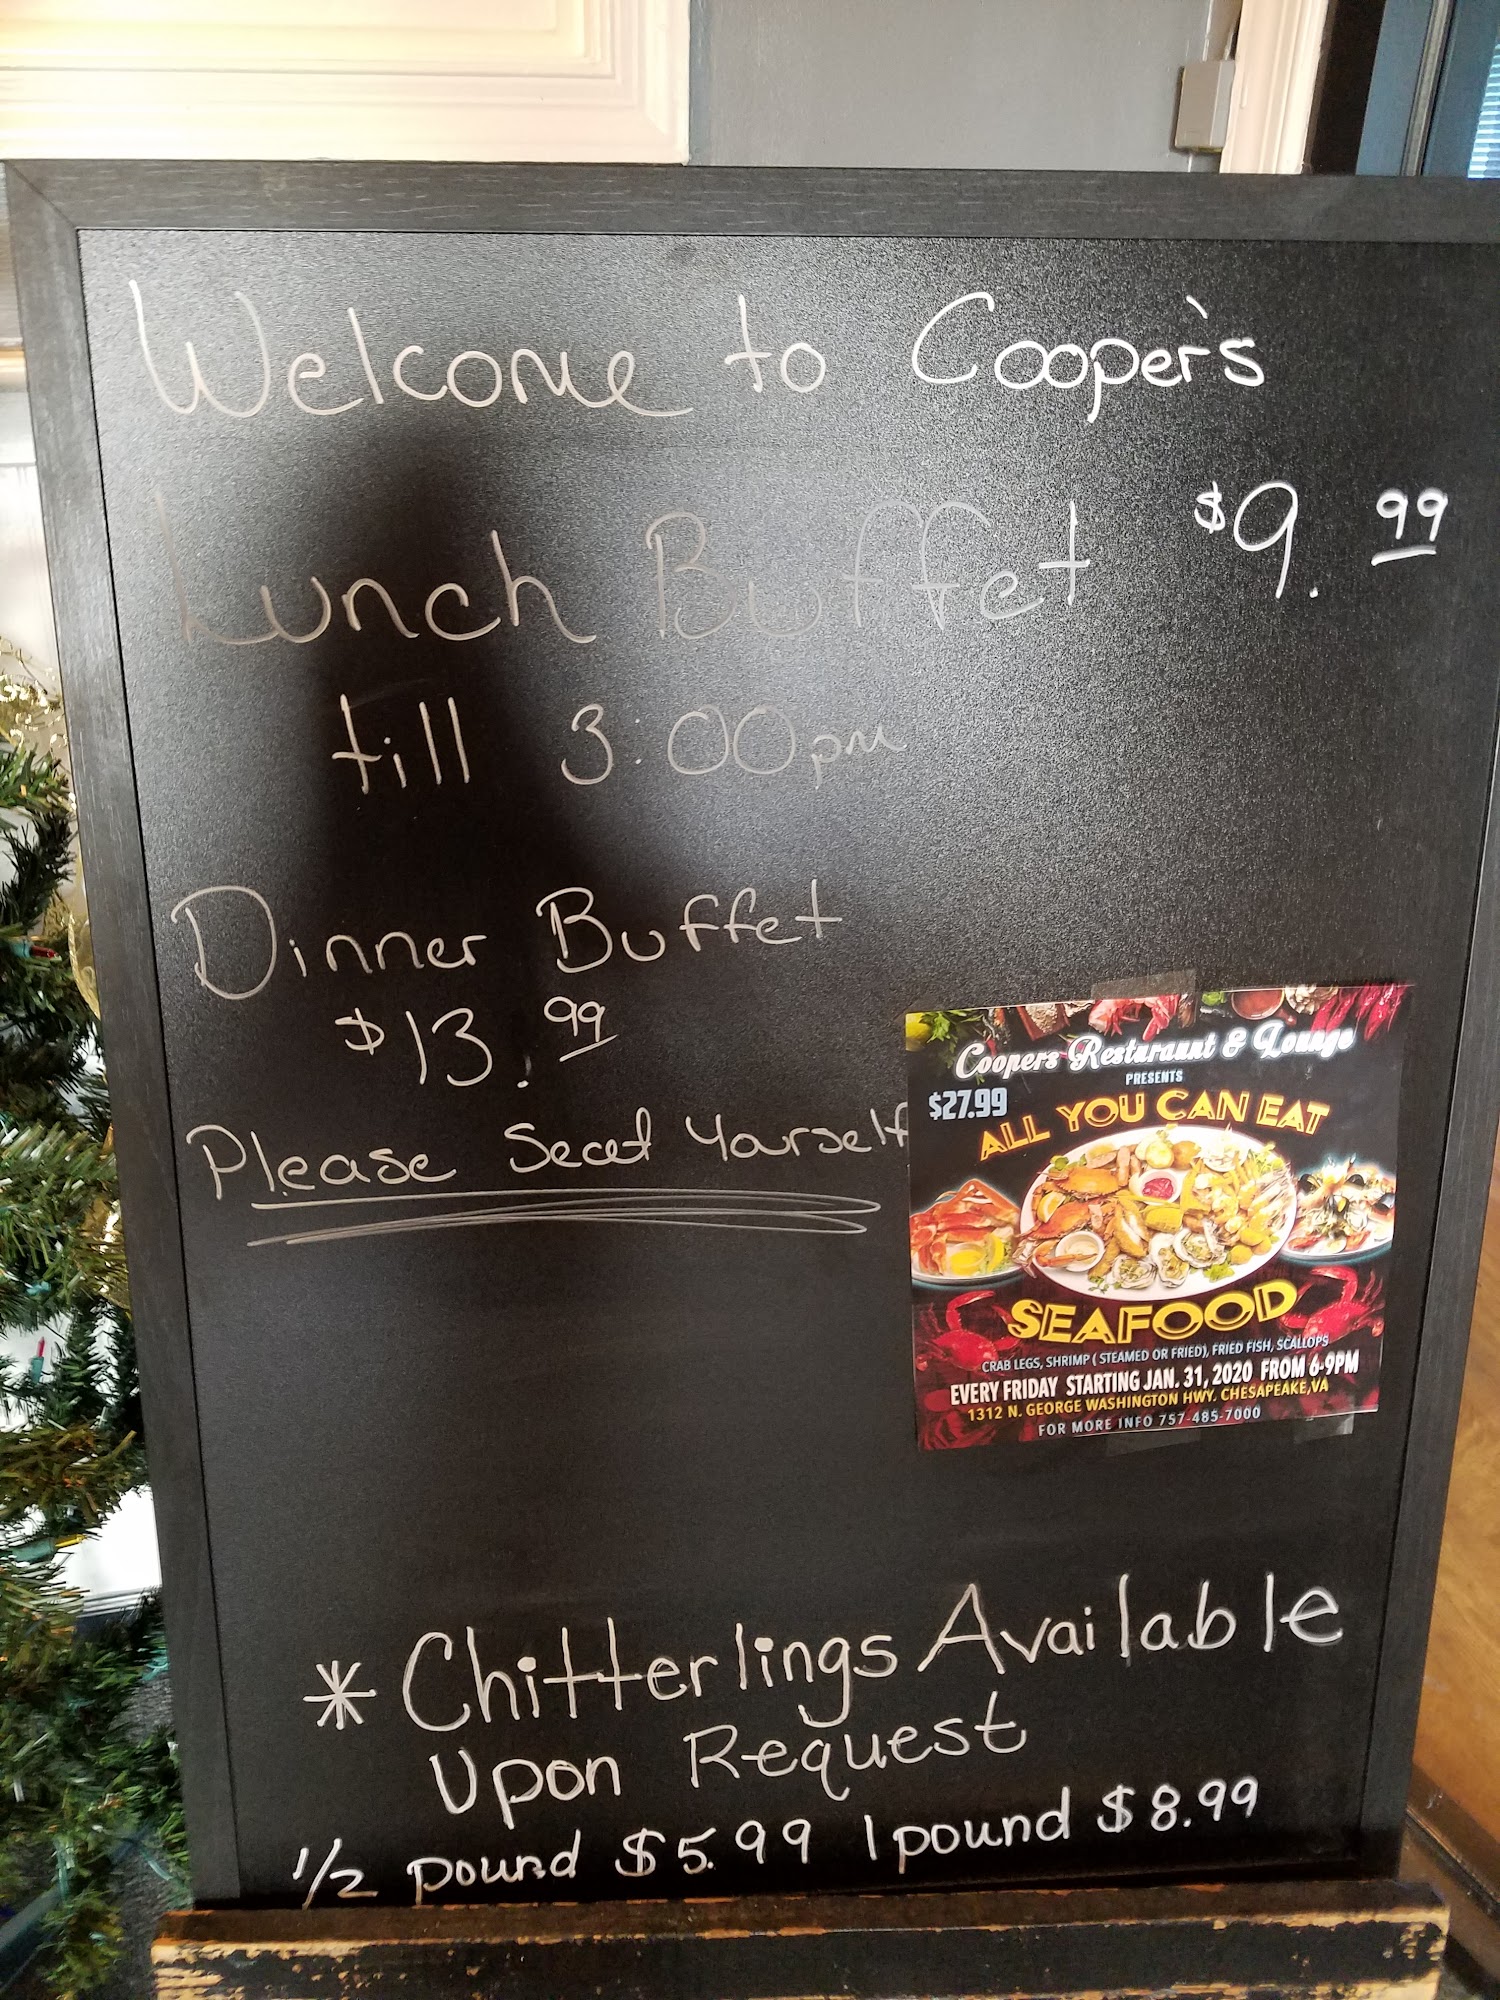 Welcome to Cooper's
Lunch Buffet $9.99
till 3:00pm
Dinner Buffet
$13.99
Please Seat Yourself
Coopers Resturaunt & Lounge
PRESENTS
$27.99
ALL YOU CAN EAT
SEAFOOD
CRAB LEGS, SHRIMP ( STEAMED OR FRIED), FRIED FISH, SCALLOPS
EVERY FRIDAY STARTING JAN. 31, 2020 FROM 6-9PM
1312 N. GEORGE WASHINGTON HWY. CHESAPEAKE,VA
FOR MORE INFO 757-485-7000
* Chitterlings Available
Upon Request
1/2 pound $5.99 1 pound $8.99